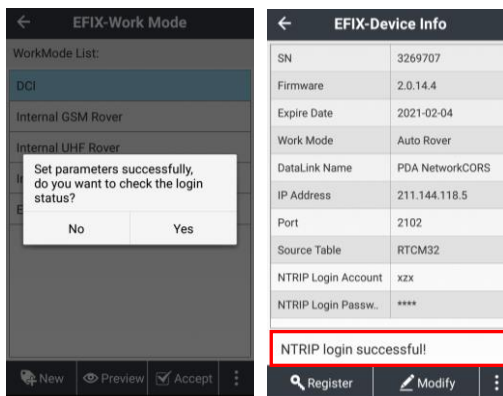 EFIX-Work Mode
WorkMode List:
DCI
Internal GSM Rover
Internal UHF Rover
Set parameters successfully,
do you want to check the login
status?
No Yes
New Preview Accept
EFIX-Device Info
SN 3269707
Firmware 2.0.14.4
Expire Date 2021-02-04
Work Mode Auto Rover
DataLink Name PDA NetworkCORS
IP Address 211.144.118.5
Port 2102
Source Table RTCM32
NTRIP Login Account xzx
NTRIP Login Passw.. ****
NTRIP login successful!
Register Modify